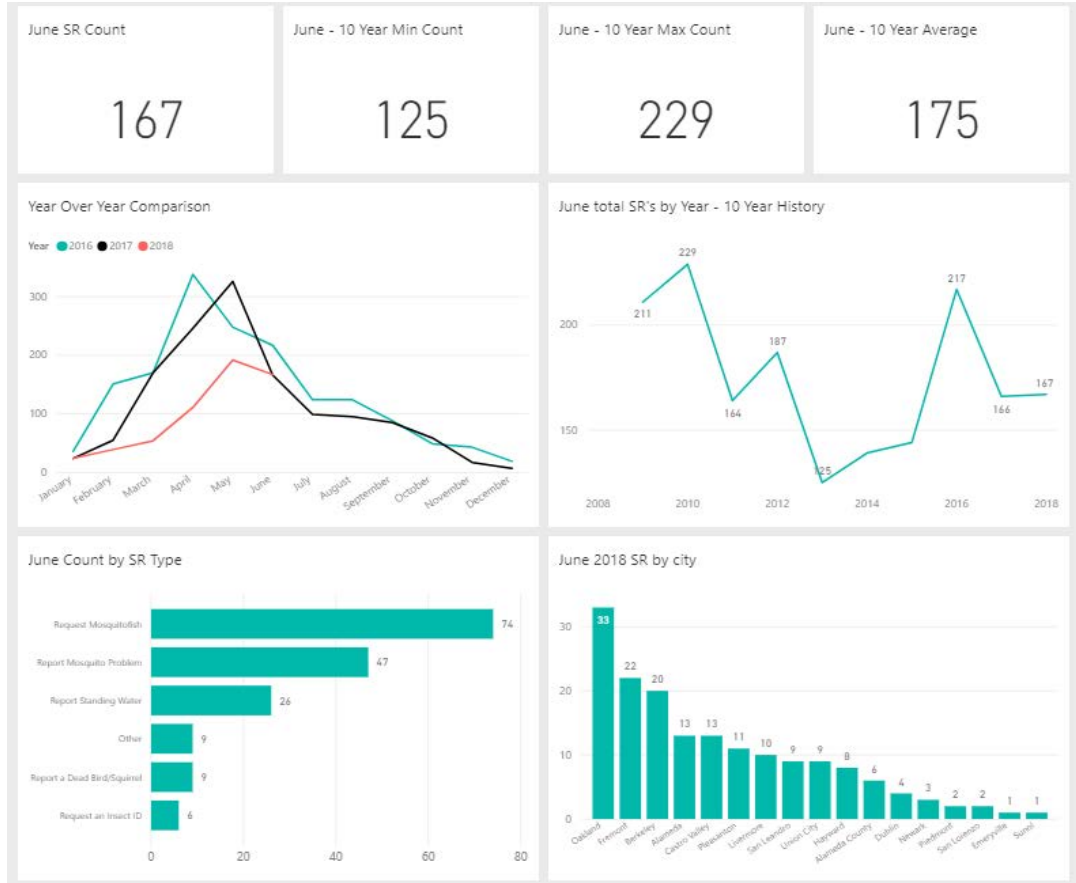 June SR Count
167
June - 10 Year Min Count
125
June - 10 Year Max Count
229
June - 10 Year Average
175
Year Over Year Comparison
Year 2016 2017 2018
300
200
100
0
January February March April May June July August September October November December
June total SR's by Year - 10 Year History
229
211
217
200
187
164
167
166
150
125
2008 2010 2012 2014 2016 2018
June Count by SR Type
Request Mosquitofish 74
Report Mosquito Problem 47
Report Standing Water 26
Other 9
Report a Dead Bird/Squirrel 9
Request an Insect ID 6
0 20 40 60 80
June 2018 SR by city
30
20
10
0
33 22 20 13 13 11 10 9 9 8 6 4 3 2 2 1 1
Oakland Fremont Berkeley Alameda Castro Valley Pleasanton Livermore San Leandro Union City Hayward Alameda County Dublin Newark Piedmont San Lorenzo Emeryville Sunol